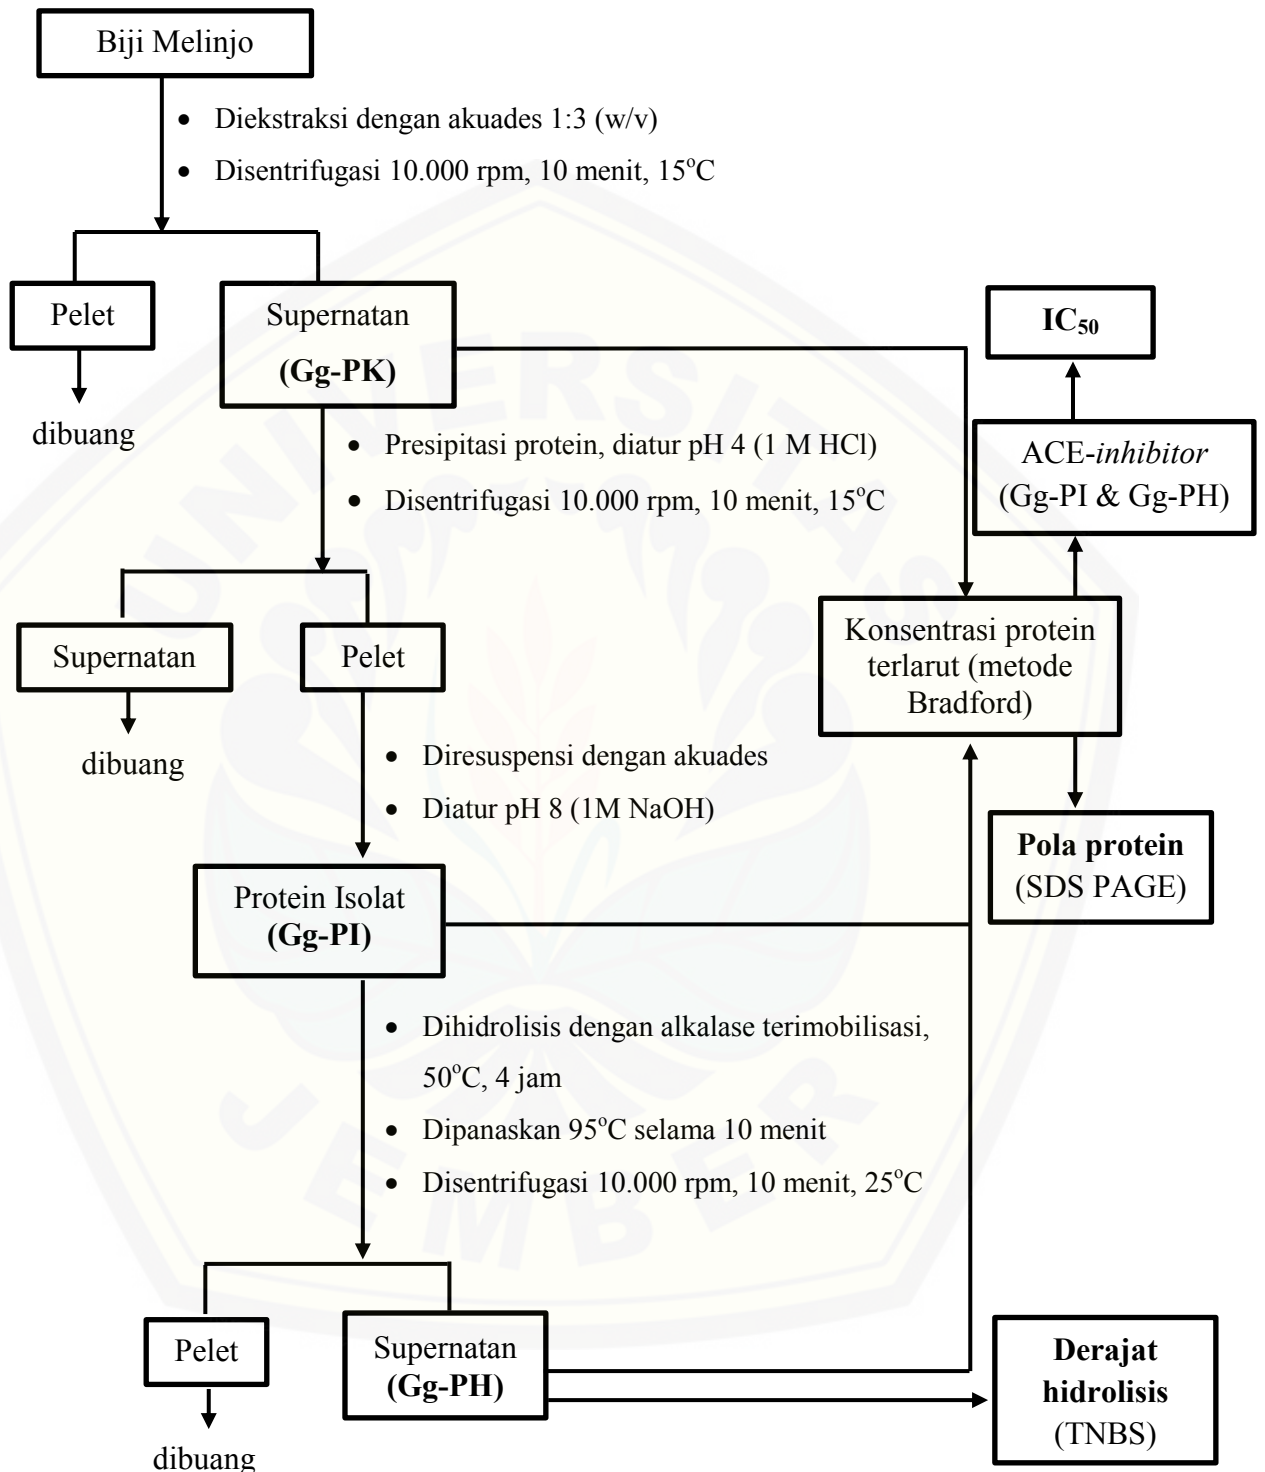 Biji Melinjo
• Diekstraksi dengan akuades 1:3 (w/v)
• Disentrifugasi 10.000 rpm, 10 menit, 15°C
Pelet
dibuang
Supernatan
(Gg-PK)
IC50
ACE-inhibitor
(Gg-PI & Gg-PH)
• Presipitasi protein, diatur pH 4 (1 M HCl)
• Disentrifugasi 10.000 rpm, 10 menit, 15°C
Supernatan
dibuang
Pelet
Konsentrasi protein
terlarut (metode
Bradford)
• Diresuspensi dengan akuades
• Diatur pH 8 (1M NaOH)
Pola protein
(SDS PAGE)
Protein Isolat
(Gg-PI)
• Dihidrolisis dengan alkalase terimobilisasi,
50°C, 4 jam
• Dipanaskan 95°C selama 10 menit
• Disentrifugasi 10.000 rpm, 10 menit, 25°C
Pelet
dibuang
Supernatan
(Gg-PH)
Derajat
hidrolisis
(TNBS)
UNIVERSITAS
JEMBER